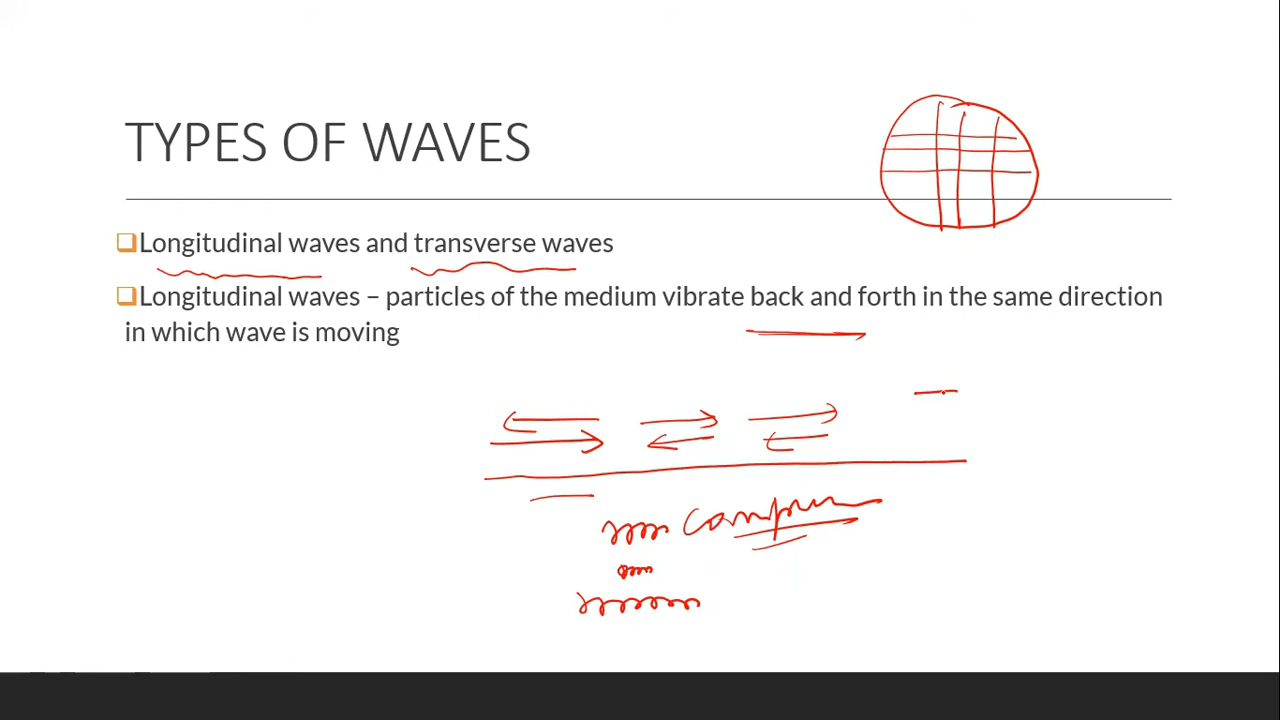 TYPES OF WAVES
Longitudinal waves and transverse waves
Longitudinal waves – particles of the medium vibrate back and forth in the same direction
in which wave is moving